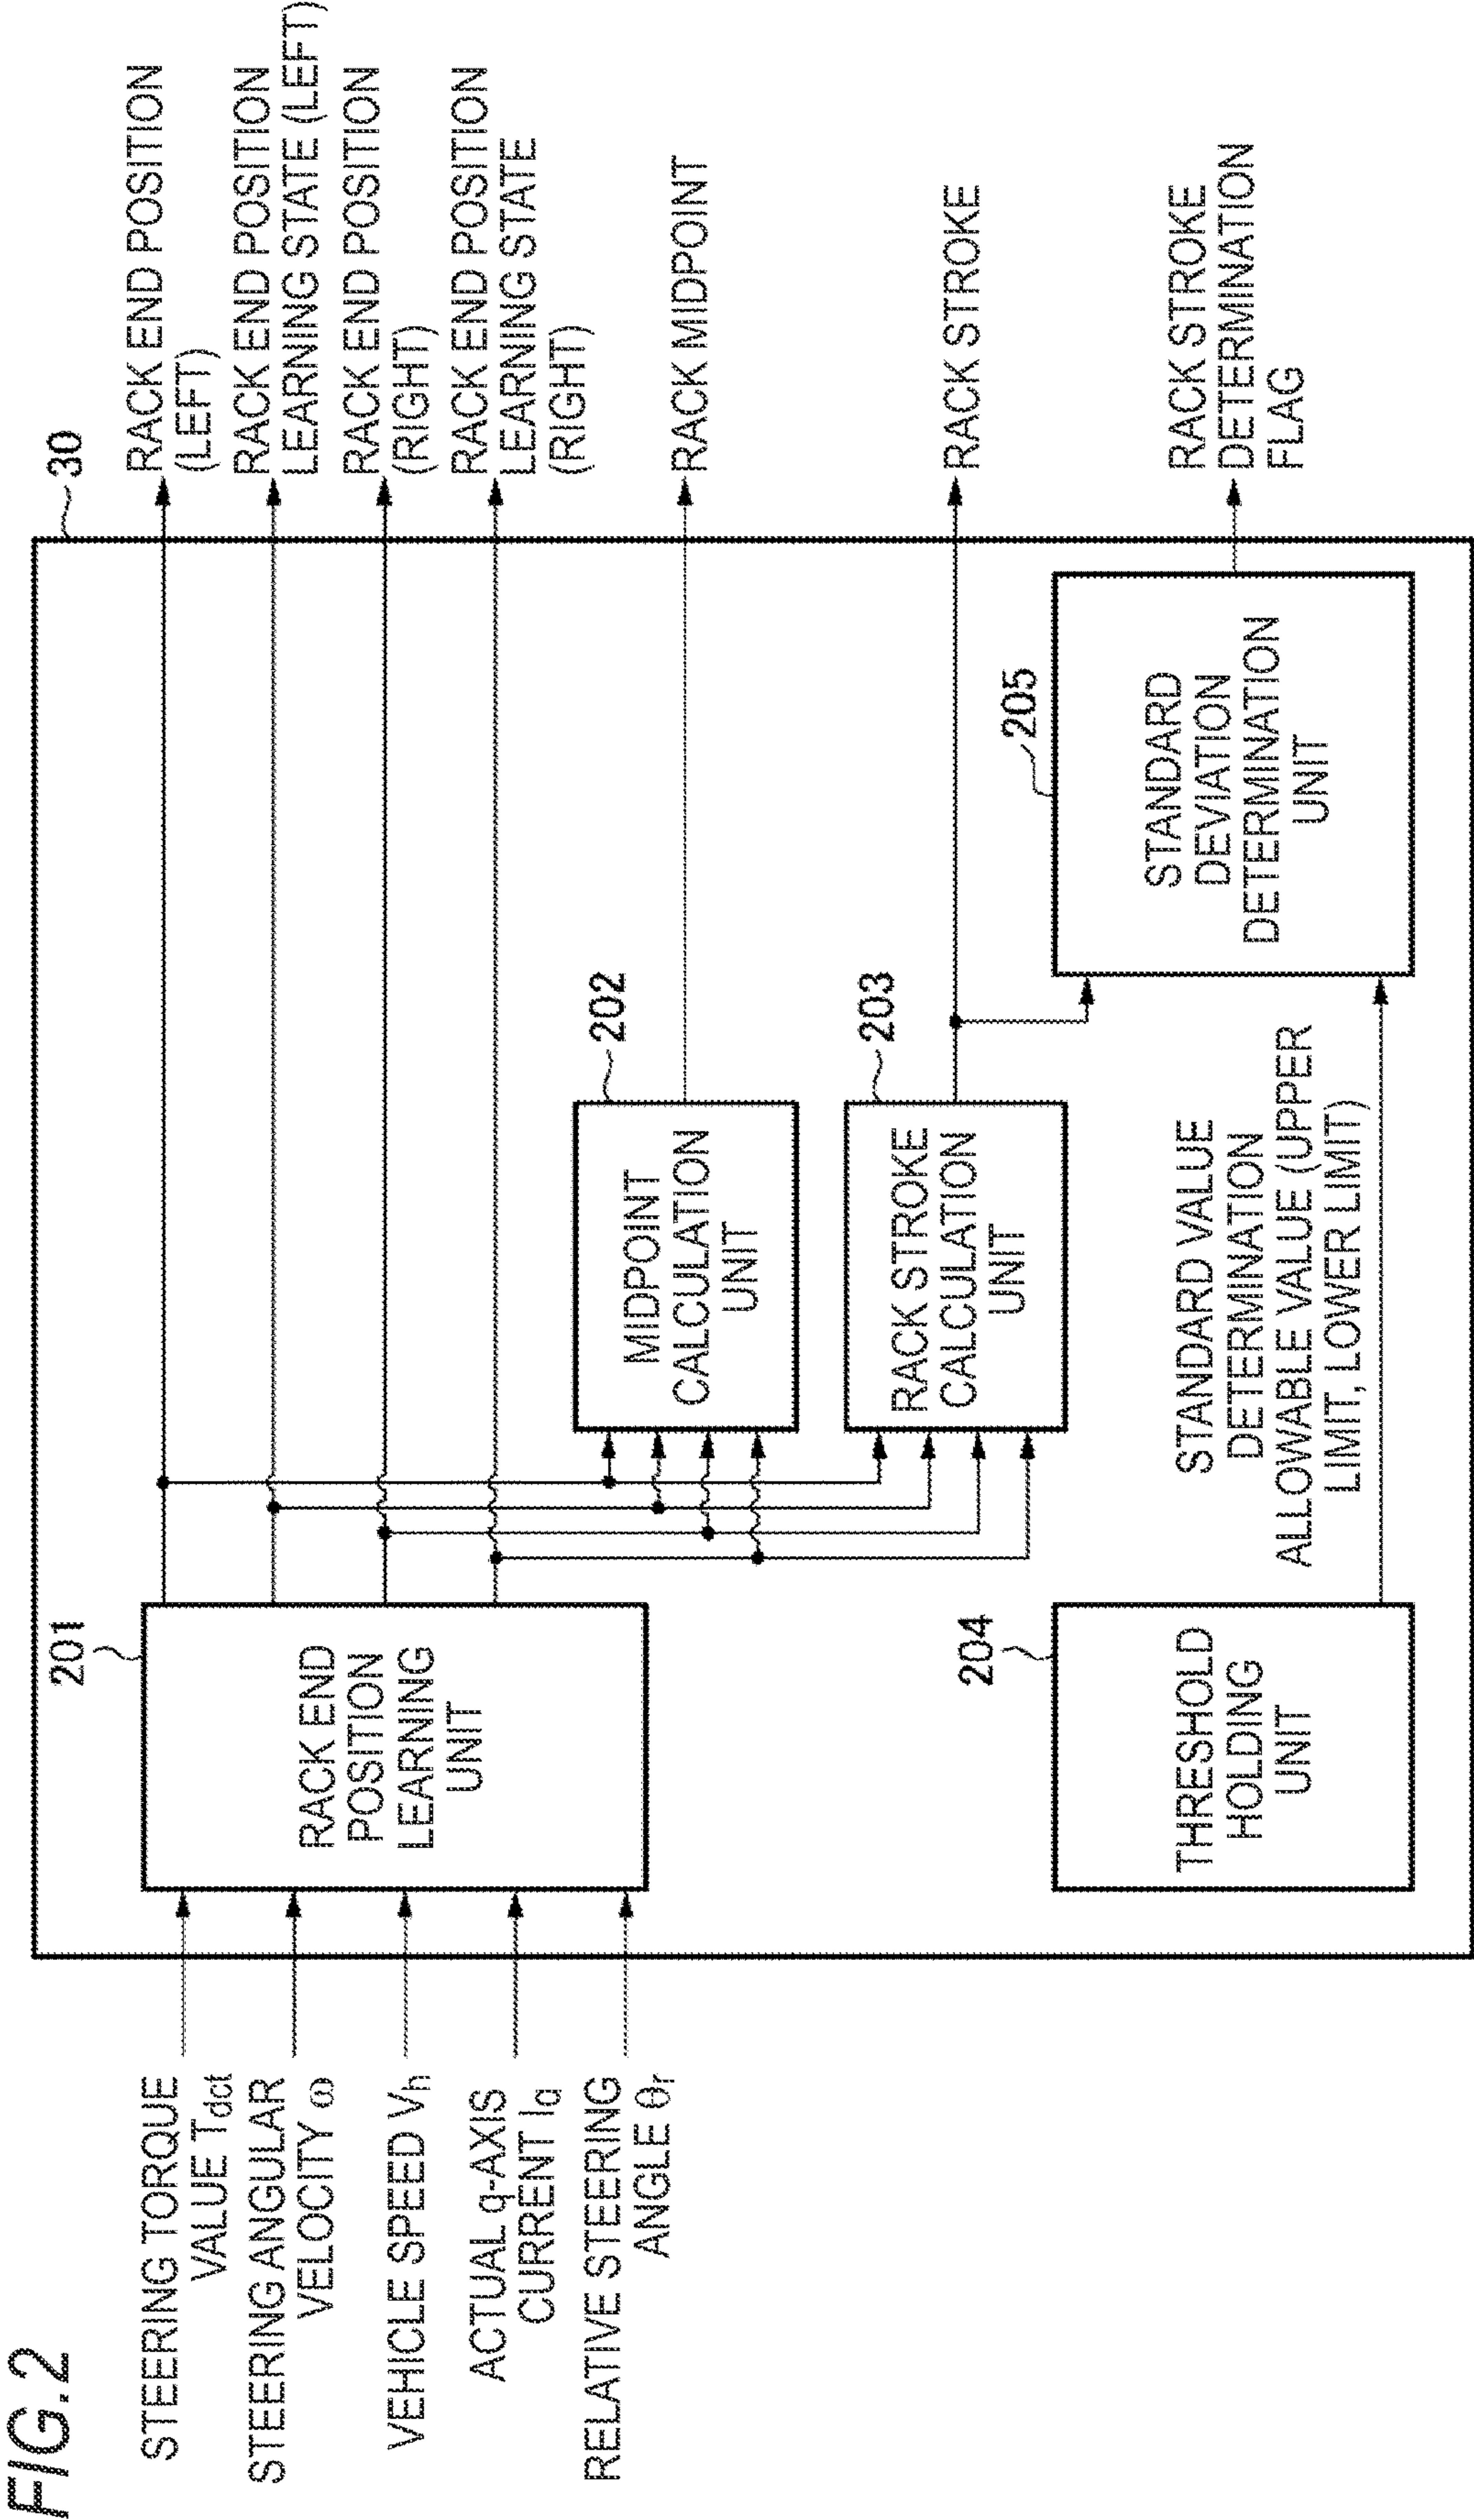 FIG.2
STEERING TORQUE
VALUE Tdct
STEERING ANGULAR
VELOCITY ω
VEHICLE SPEED Vh
ACTUAL q-AXIS
CURRENT Iq
RELATIVE STEERING
ANGLE θr
201
RACK END
POSITION
LEARNING
UNIT
30
RACK END POSITION
(LEFT)
RACK END POSITION
LEARNING STATE (LEFT)
RACK END POSITION
(RIGHT)
RACK END POSITION
LEARNING STATE
(RIGHT)
202
MIDPOINT
CALCULATION
UNIT
RACK MIDPOINT
203
RACK STROKE
CALCULATION
UNIT
RACK STROKE
204
THRESHOLD
HOLDING
UNIT
STANDARD VALUE
DETERMINATION
ALLOWABLE VALUE (UPPER
LIMIT, LOWER LIMIT)
205
STANDARD
DEVIATION
DETERMINATION
UNIT
RACK STROKE
DETERMINATION
FLAG